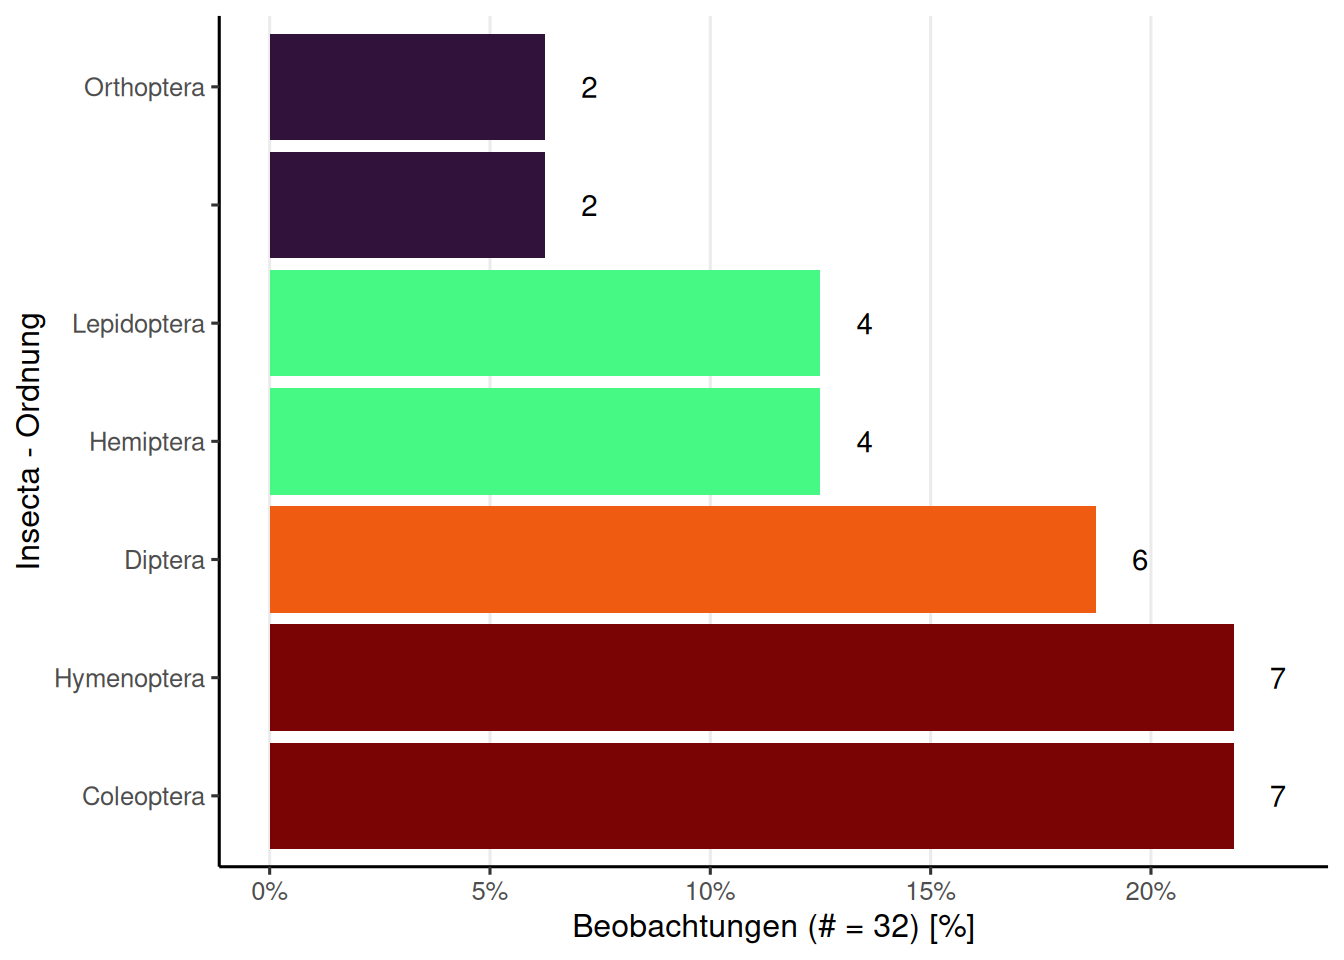 Orthoptera
2
2
Lepidoptera
4
Hemiptera
4
Diptera
6
Hymenoptera
7
Coleoptera
7
Insecta - Ordnung
0% 5% 10% 15% 20%
Beobachtungen (# = 32) [%]